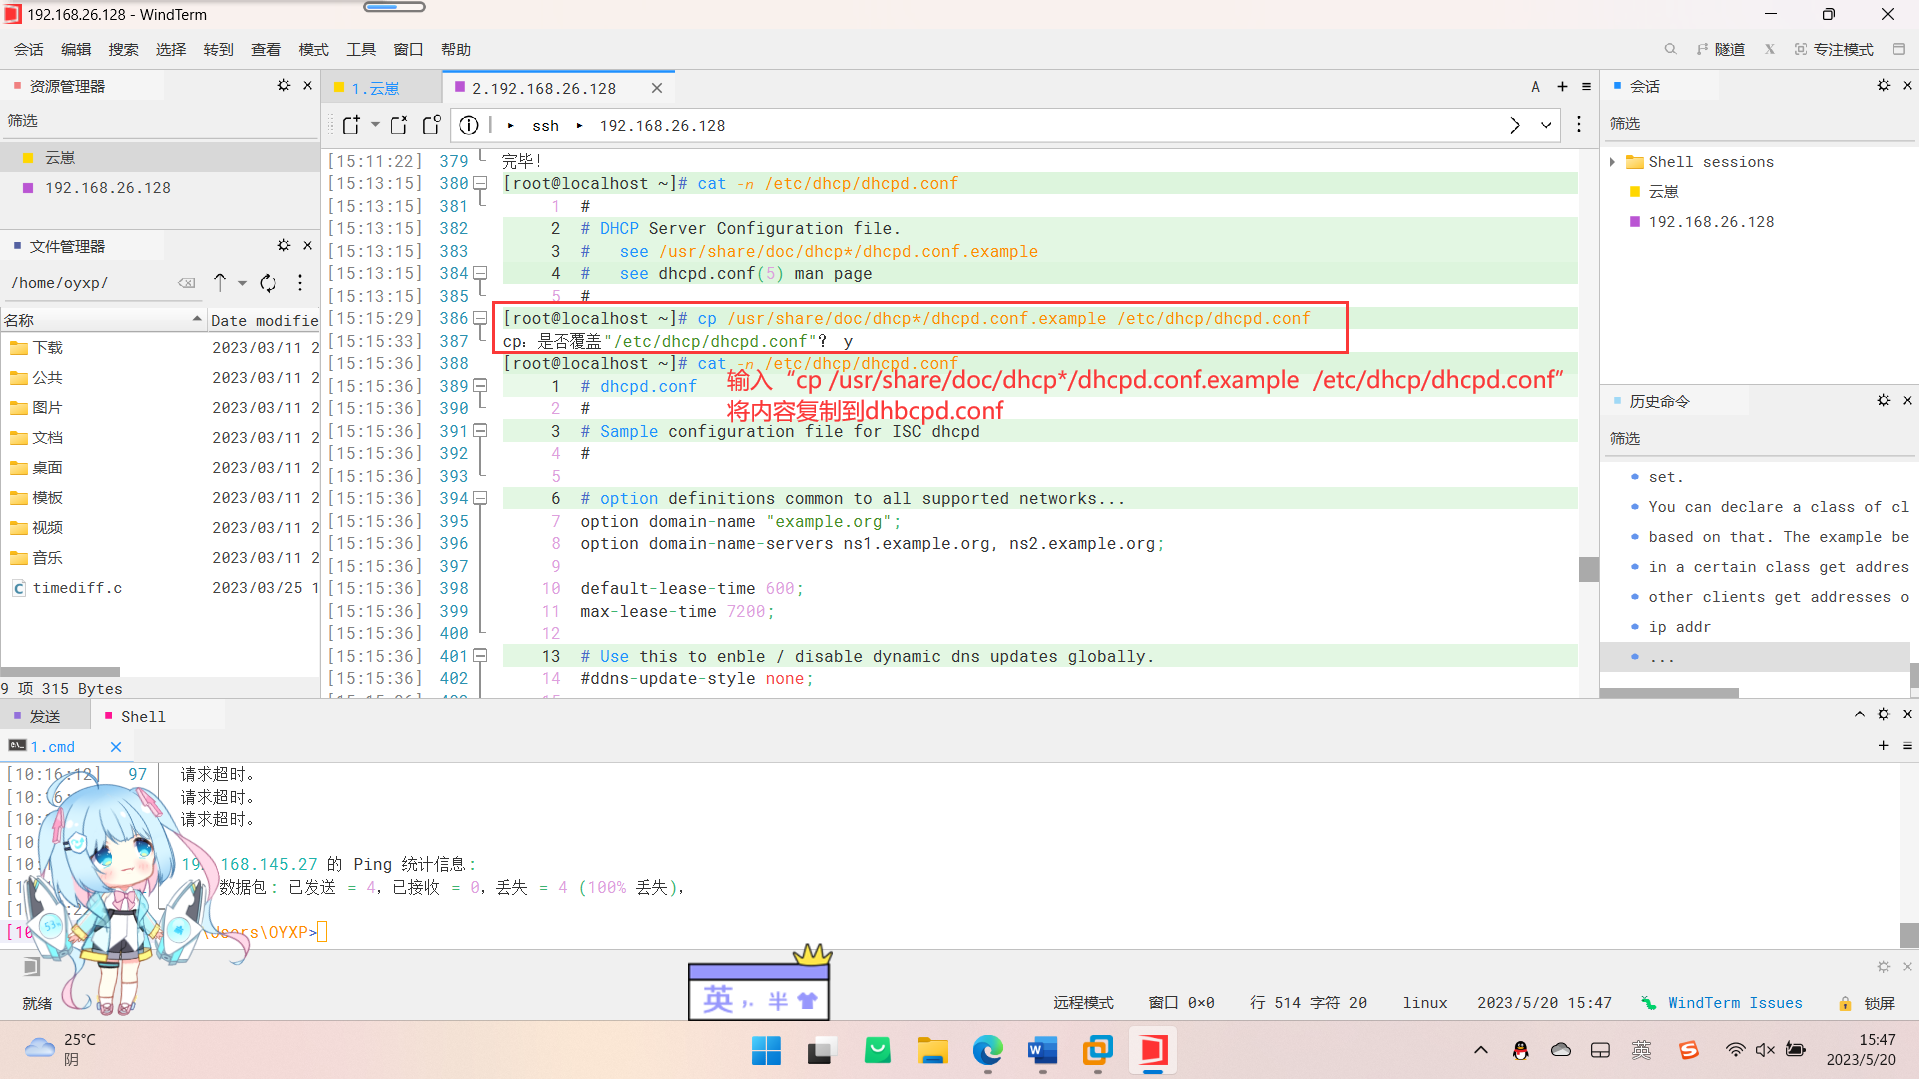 192.168.26.128 - WindTerm
会话 编辑 搜索 选择 转到 查看 模式 工具 窗口 帮助
隧道 X 专注模式
资源管理器
筛选
云崽
192.168.26.128
文件管理器
/home/oyxp/
名称 Date modifie
下载 2023/03/11 2
公共 2023/03/11 2
图片 2023/03/11 2
文档 2023/03/11 2
桌面 2023/03/11 2
模板 2023/03/11 2
视频 2023/03/11 2
音乐 2023/03/11 2
timediff.c 2023/03/25 1
9 项 315 Bytes
1.云崽 2.192.168.26.128
A
ssh 192.168.26.128
[15:11:22] 379 完毕!
[15:13:15] 380 [root@localhost ~]# cat -n /etc/dhcp/dhcpd.conf
[15:13:15] 381 1 #
[15:13:15] 382 2 # DHCP Server Configuration file.
[15:13:15] 383 3 # see /usr/share/doc/dhcp*/dhcpd.conf.example
[15:13:15] 384 4 # see dhcpd.conf(5) man page
[15:13:15] 385 5 #
[15:15:29] 386 [root@localhost ~]# cp /usr/share/doc/dhcp*/dhcpd.conf.example /etc/dhcp/dhcpd.conf
[15:15:33] 387 cp：是否覆盖"/etc/dhcp/dhcpd.conf"？ y
[15:15:36] 388 [root@localhost ~]# cat -n /etc/dhcp/dhcpd.conf
[15:15:36] 389 1 # dhcpd.conf
输入“cp /usr/share/doc/dhcp*/dhcpd.conf.example /etc/dhcp/dhcpd.conf”
将内容复制到dhbcpd.conf
[15:15:36] 390 2 #
[15:15:36] 391 3 # Sample configuration file for ISC dhcpd
[15:15:36] 392 4 #
[15:15:36] 393 5
[15:15:36] 394 6 # option definitions common to all supported networks...
[15:15:36] 395 7 option domain-name "example.org";
[15:15:36] 396 8 option domain-name-servers ns1.example.org, ns2.example.org;
[15:15:36] 397 9
[15:15:36] 398 10 default-lease-time 600;
[15:15:36] 399 11 max-lease-time 7200;
[15:15:36] 400 12
[15:15:36] 401 13 # Use this to enble / disable dynamic dns updates globally.
[15:15:36] 402 14 #ddns-update-style none;
会话
筛选
Shell sessions
云崽
192.168.26.128
历史命令
筛选
set.
You can declare a class of cl
based on that. The example be
in a certain class get addres
other clients get addresses o
ip addr
...
发送 Shell
1.cmd
[10:16:12] 97 请求超时。
请求超时。
请求超时。
168.145.27 的 Ping 统计信息:
数据包: 已发送 = 4，已接收 = 0，丢失 = 4 (100% 丢失)，
\Users\OYXP>
53%
英 ，. 半
就绪
远程模式 窗口 0×0 行 514 字符 20 linux 2023/5/20 15:47 WindTerm Issues 锁屏
25°C
阴
英
15:47
2023/5/20